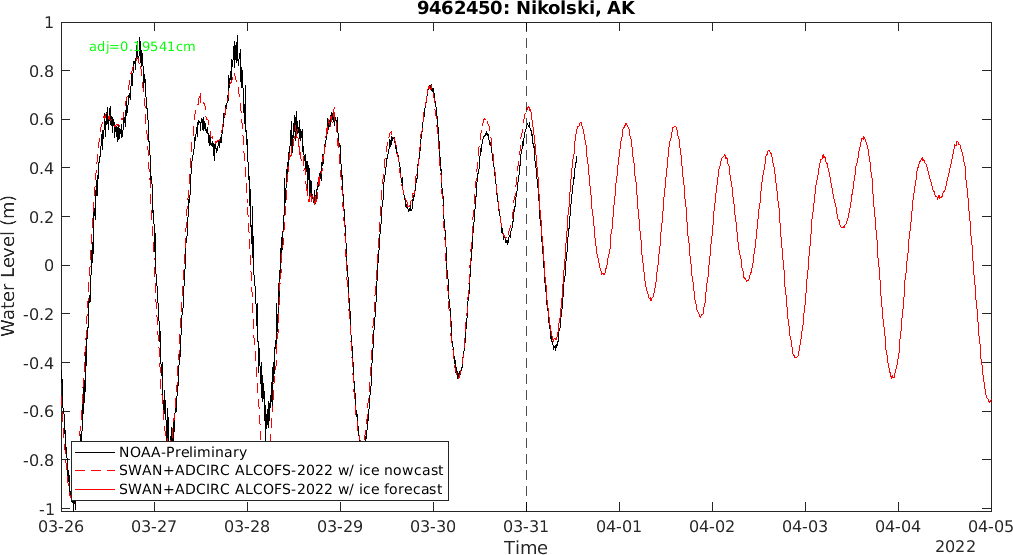 9462450: Nikolski, AK
adj=0.19541cm
1
0.8
0.6
0.4
0.2
0
-0.2
-0.4
-0.6
-0.8
-1
Water Level (m)
NOAA-Preliminary
SWAN+ADCIRC ALCOFS-2022 w/ ice nowcast
SWAN+ADCIRC ALCOFS-2022 w/ ice forecast
03-26 03-27 03-28 03-29 03-30 03-31 04-01 04-02 04-03 04-04 04-05
Time
2022